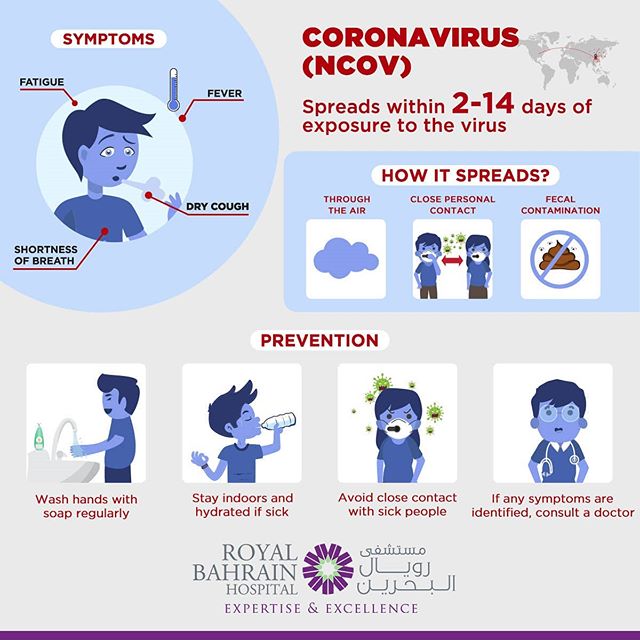 SYMPTOMS
FATIGUE
FEVER
DRY COUGH
SHORTNESS
OF BREATH
CORONAVIRUS
(NCOV)
Spreads within 2-14 days of
exposure to the virus
HOW IT SPREADS?
THROUGH
THE AIR
CLOSE PERSONAL
CONTACT
FECAL
CONTAMINATION
PREVENTION
Wash hands with
soap regularly
Stay indoors and
hydrated if sick
Avoid close contact
with sick people
If any symptoms are
identified, consult a doctor
ROYAL
BAHRAIN
HOSPITAL
مستشفى
رويال
البحرين
EXPERTISE & EXCELLENCE